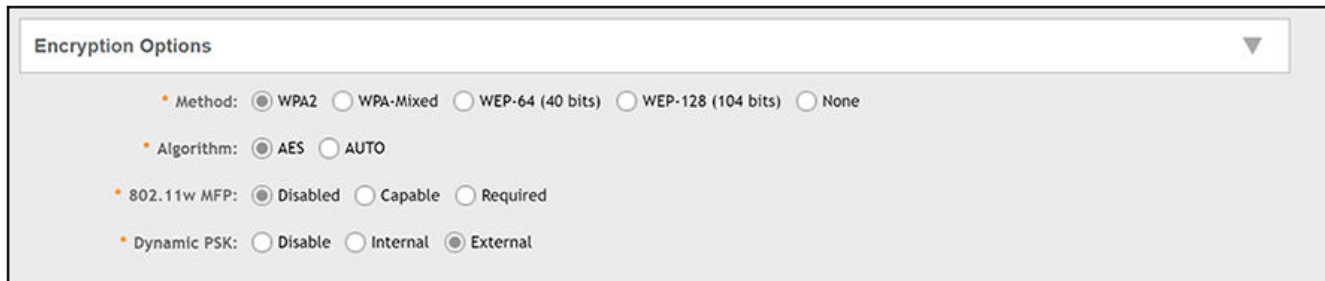 Encryption Options
* Method: WPA2 WPA-Mixed WEP-64 (40 bits) WEP-128 (104 bits) None
* Algorithm: AES AUTO
* 802.11w MFP: Disabled Capable Required
* Dynamic PSK: Disable Internal External